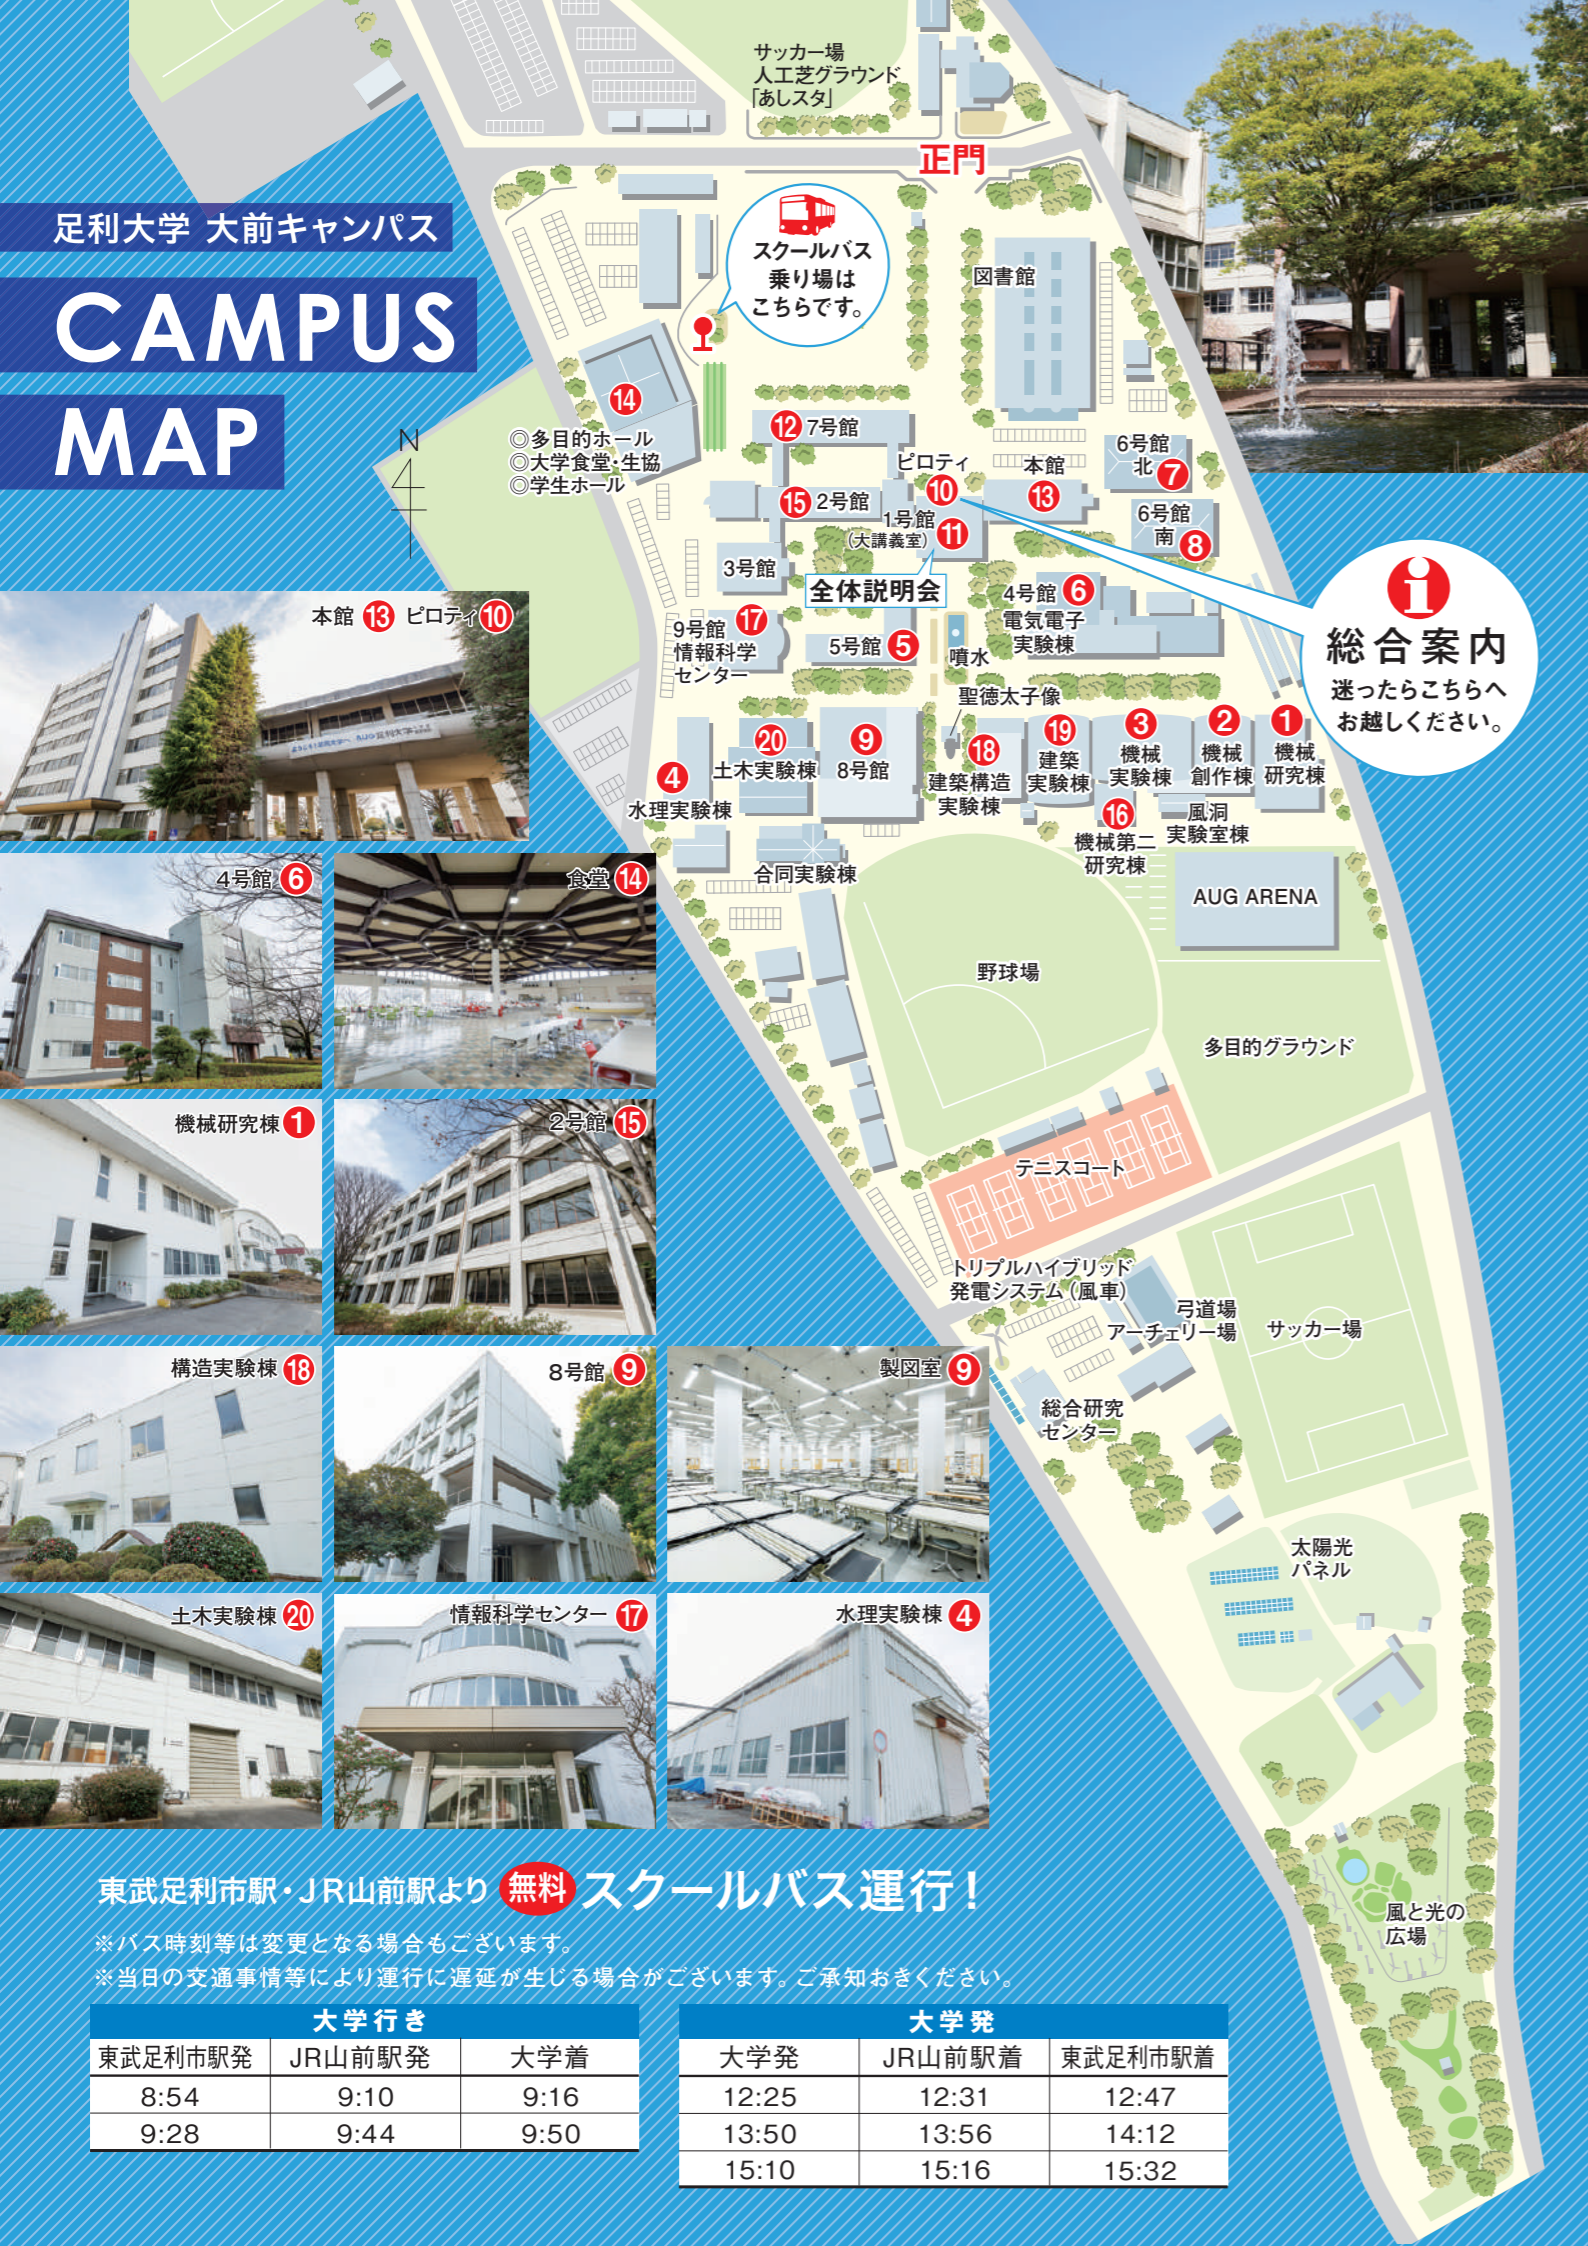 足利大学 大前キャンパス
CAMPUS
MAP
サッカー場
人工芝グラウンド
「あしスタ」
正門
スクールバス
乗り場は
こちらです。
図書館
N
14
◎多目的ホール
◎大学食堂・生協
◎学生ホール
12 7号館
ピロティ
10
本館
13
6号館
北 7
15 2号館
1号館
（大講義室） 11
6号館
南 8
3号館
全体説明会
4号館 6
電気電子
実験棟
9号館 17
情報科学
センター
5号館 5
噴水
聖徳太子像
i
総合案内
迷ったらこちらへ
お越しください。
4
水理実験棟
20
土木実験棟
9
8号館
18
建築構造
実験棟
19
建築
実験棟
3
機械
実験棟
2
機械
創作棟
1
機械
研究棟
16
機械第二
研究棟
風洞
実験室棟
合同実験棟
AUG ARENA
野球場
多目的グラウンド
テニスコート
トリプルハイブリッド
発電システム（風車）
弓道場
アーチェリー場
サッカー場
総合研究
センター
太陽光
パネル
風と光の
広場
本館 13 ピロティ 10
4号館 6
食堂 14
機械研究棟 1
2号館 15
構造実験棟 18
8号館 9
製図室 9
土木実験棟 20
情報科学センター 17
水理実験棟 4
東武足利市駅・JR山前駅より 無料 スクールバス運行！
※バス時刻等は変更となる場合もございます。
※当日の交通事情等により運行に遅延が生じる場合がございます。ご承知おきください。
大学行き
東武足利市駅発 JR山前駅発 大学着
8:54 9:10 9:16
9:28 9:44 9:50
大学発
大学発 JR山前駅着 東武足利市駅着
12:25 12:31 12:47
13:50 13:56 14:12
15:10 15:16 15:32